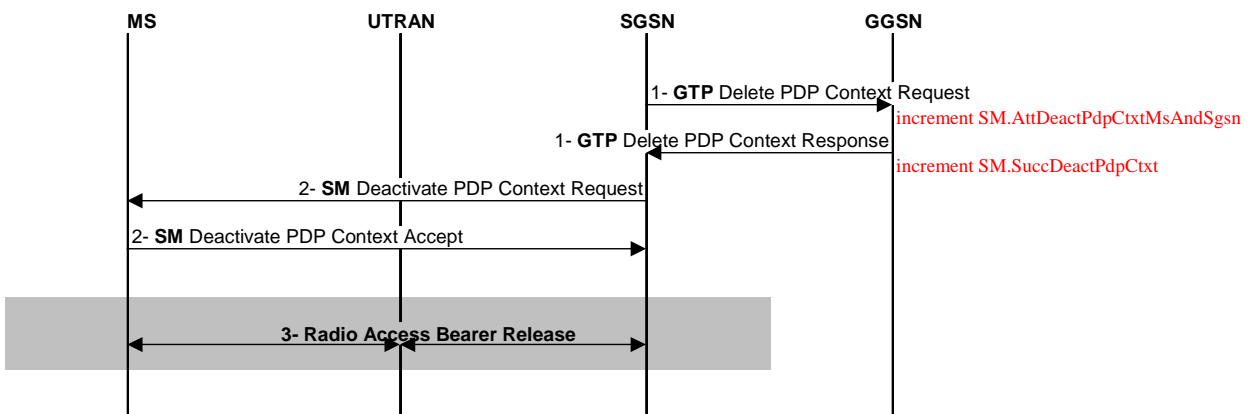 MS UTRAN SGSN GGSN
1- GTP Delete PDP Context Request
increment SM.AttDeactPdpCtxtMsAndSgsn
1- GTP Delete PDP Context Response
increment SM.SuccDeactPdpCtxt
2- SM Deactivate PDP Context Request
2- SM Deactivate PDP Context Accept
3- Radio Access Bearer Release